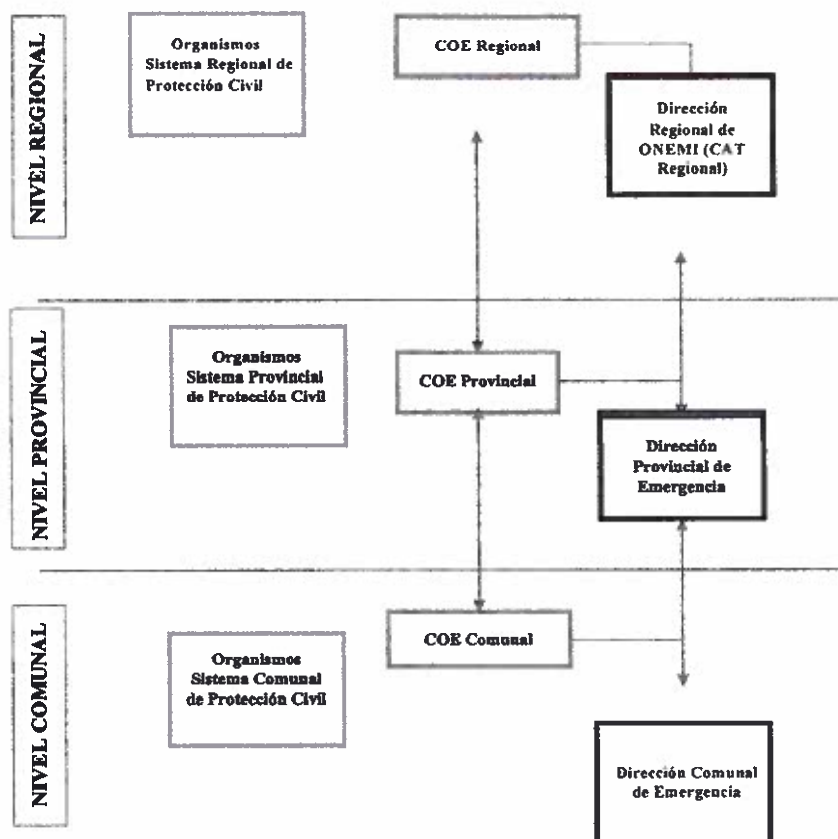 NIVEL REGIONAL
Organismos
Sistema Regional de
Protección Civil
COE Regional
Dirección
Regional de
ONEMI (CAT
Regional)
NIVEL PROVINCIAL
Organismos
Sistema Provincial
de Protección Civil
COE Provincial
Dirección
Provincial de
Emergencia
NIVEL COMUNAL
Organismos
Sistema Comunal
de Protección Civil
COE Comunal
Dirección Comunal
de Emergencia